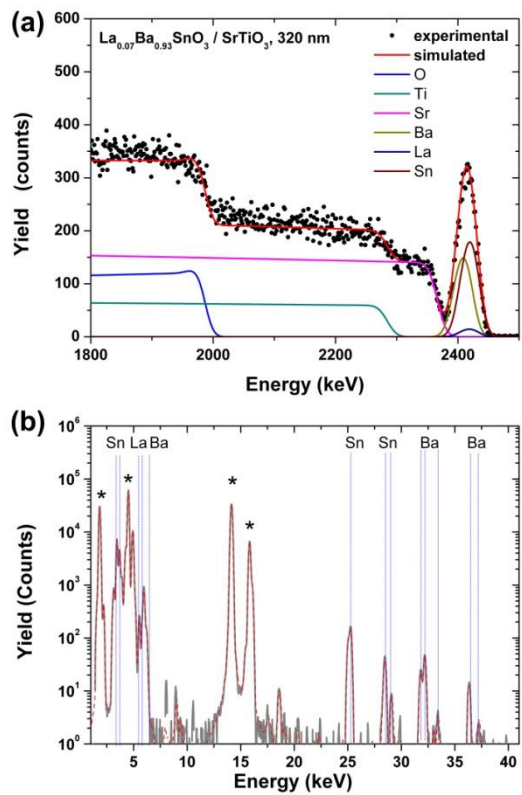 (a)
La0.07Ba0.93SnO3 / SrTiO3, 320 nm
experimental
simulated
O
Ti
Sr
Ba
La
Sn
Yield (counts)
600
500
400
300
200
100
0
1800 2000 2200 2400
Energy (keV)
(b)
Sn La Ba Sn Sn Ba Ba
* * * *
Yield (Counts)
10^6
10^5
10^4
10^3
10^2
10^1
10^0
5 10 15 20 25 30 35 40
Energy (keV)